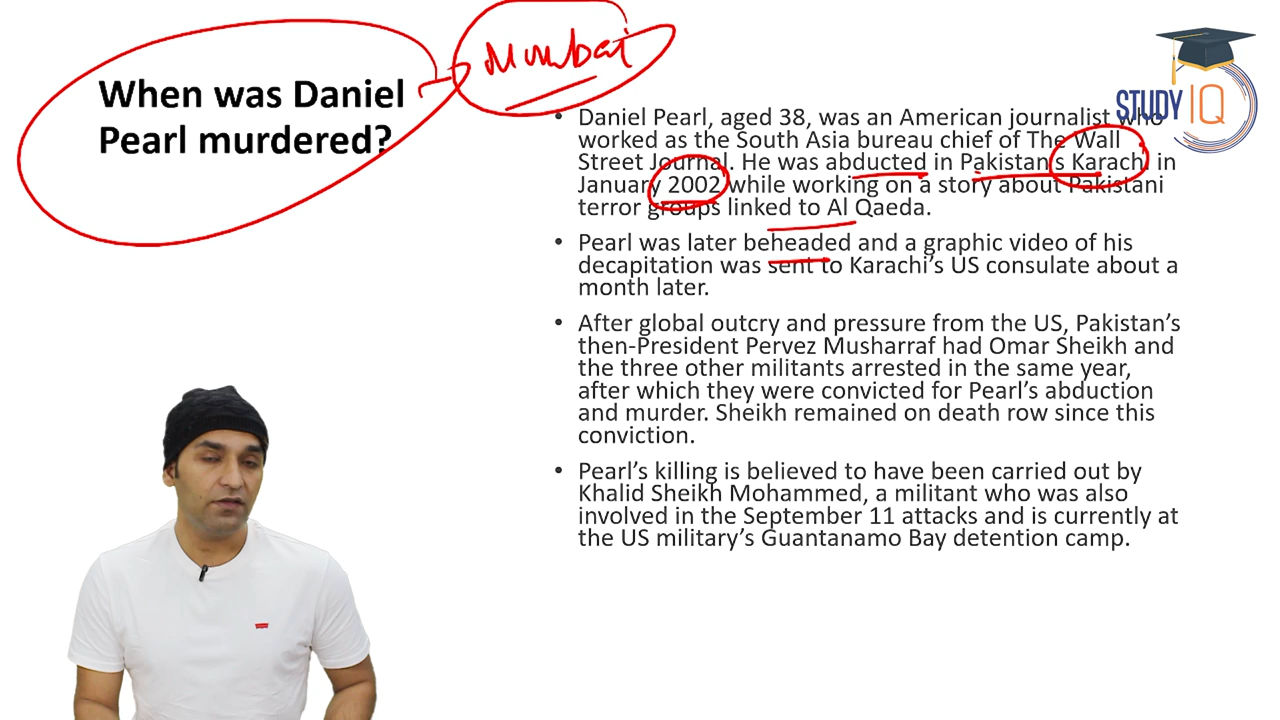 When was Daniel
Pearl murdered?
Mumbai
STUDY IQ
• Daniel Pearl, aged 38, was an American journalist who
worked as the South Asia bureau chief of The Wall
Street Journal. He was abducted in Pakistan's Karachi in
January 2002 while working on a story about Pakistani
terror groups linked to Al Qaeda.
• Pearl was later beheaded and a graphic video of his
decapitation was sent to Karachi's US consulate about a
month later.
• After global outcry and pressure from the US, Pakistan's
then-President Pervez Musharraf had Omar Sheikh and
the three other militants arrested in the same year,
after which they were convicted for Pearl's abduction
and murder. Sheikh remained on death row since this
conviction.
• Pearl's killing is believed to have been carried out by
Khalid Sheikh Mohammed, a militant who was also
involved in the September 11 attacks and is currently at
the US military's Guantanamo Bay detention camp.